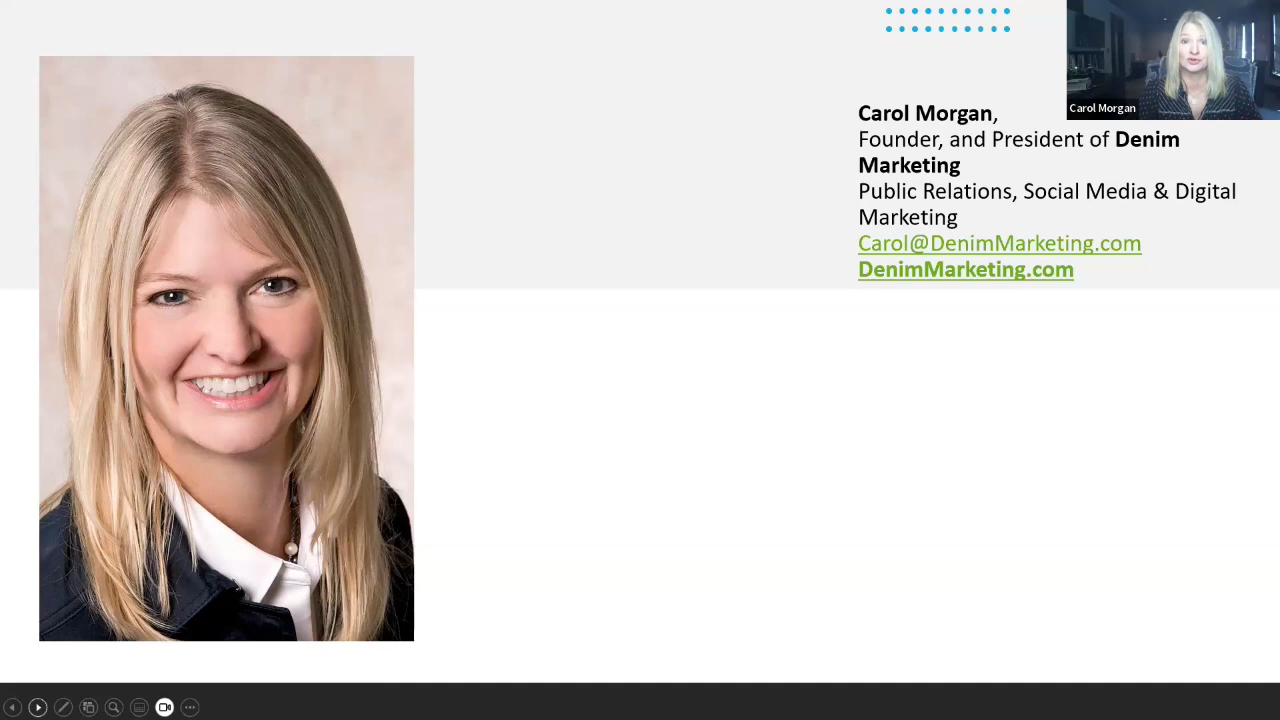 Carol Morgan,
Founder, and President of Denim
Marketing
Public Relations, Social Media & Digital
Marketing
Carol@DenimMarketing.com
DenimMarketing.com
Carol Morgan